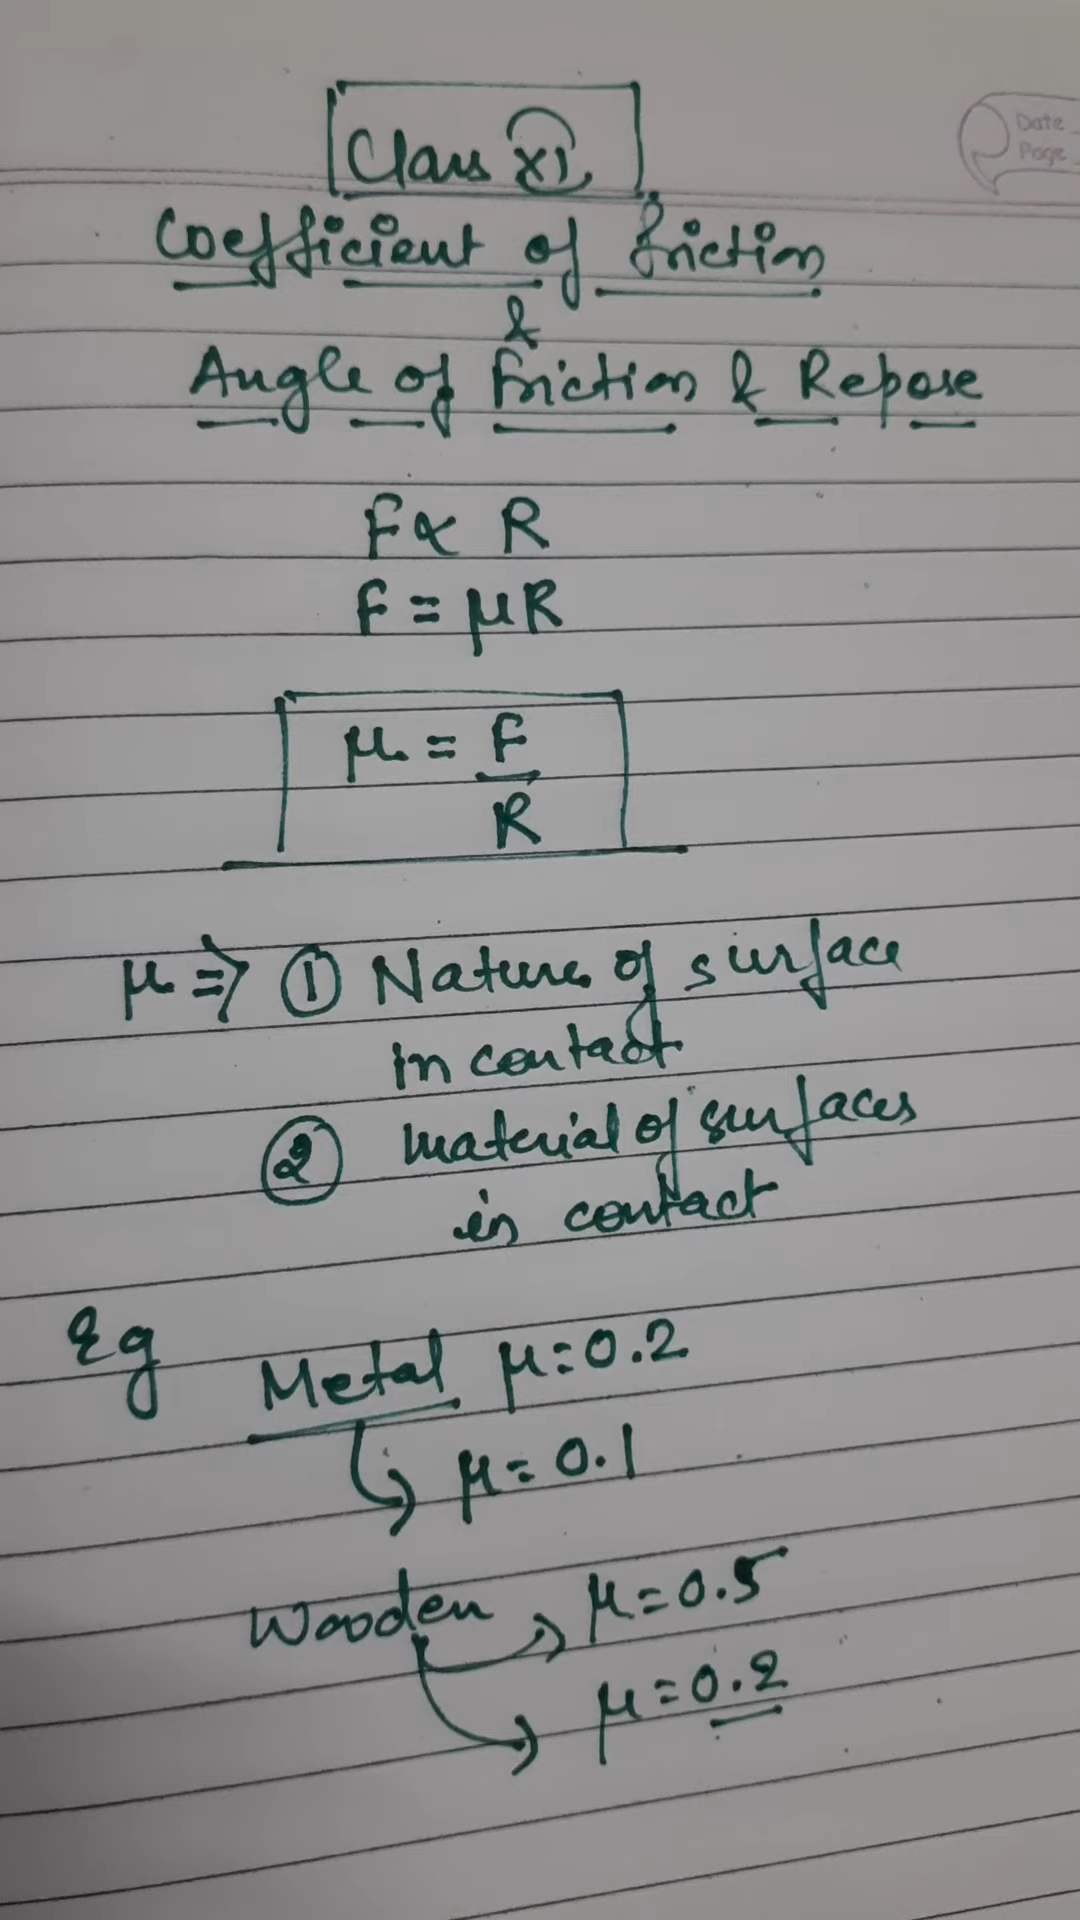 Class XI
Coefficient of friction
&
Angle of friction & Repose
F ∝ R
F = μR
μ = F
R
μ ⇒ ① Nature of surface
in contact
② material of surfaces
in contact
Eg
Metal μ=0.2
↳ μ=0.1
Wooden → μ=0.5
→ μ=0.2
Date
Page